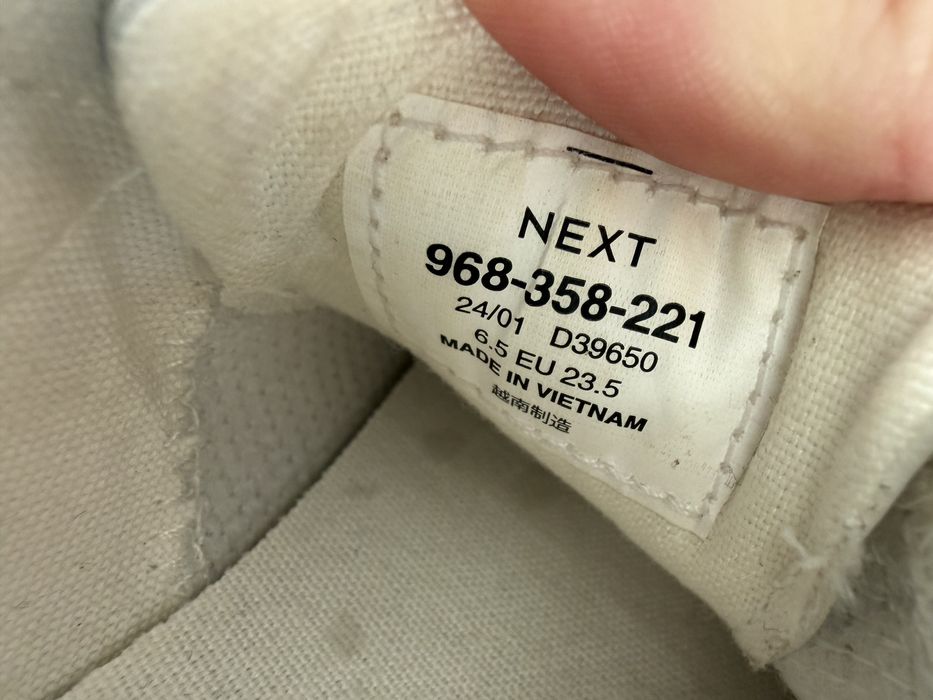 NEXT
968-358-221
24/01 D39650
6.5 EU 23.5
MADE IN VIETNAM
越南制造